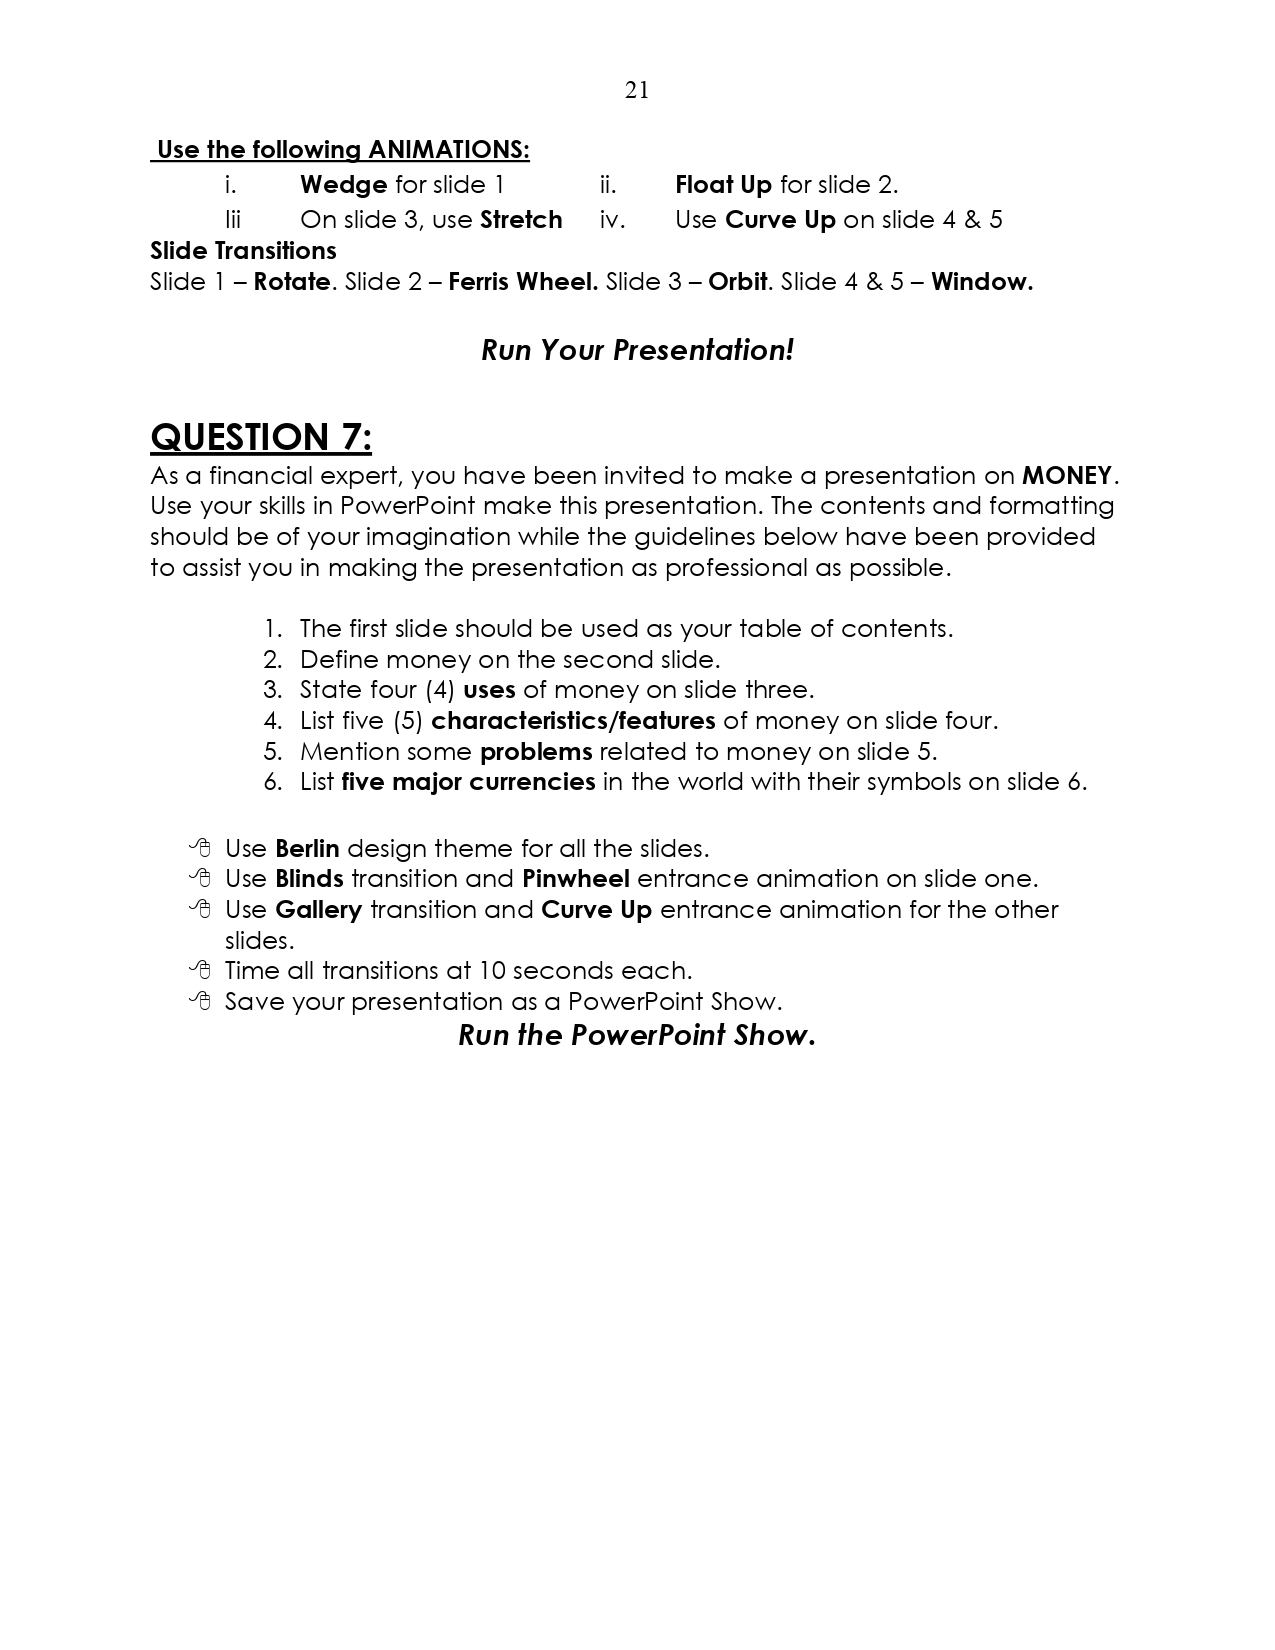 21
Use the following ANIMATIONS:
i. Wedge for slide 1 ii. Float Up for slide 2.
Iii On slide 3, use Stretch iv. Use Curve Up on slide 4 & 5
Slide Transitions
Slide 1 – Rotate. Slide 2 – Ferris Wheel. Slide 3 – Orbit. Slide 4 & 5 – Window.
Run Your Presentation!
QUESTION 7:
As a financial expert, you have been invited to make a presentation on MONEY.
Use your skills in PowerPoint make this presentation. The contents and formatting
should be of your imagination while the guidelines below have been provided
to assist you in making the presentation as professional as possible.
1. The first slide should be used as your table of contents.
2. Define money on the second slide.
3. State four (4) uses of money on slide three.
4. List five (5) characteristics/features of money on slide four.
5. Mention some problems related to money on slide 5.
6. List five major currencies in the world with their symbols on slide 6.
Use Berlin design theme for all the slides.
Use Blinds transition and Pinwheel entrance animation on slide one.
Use Gallery transition and Curve Up entrance animation for the other
slides.
Time all transitions at 10 seconds each.
Save your presentation as a PowerPoint Show.
Run the PowerPoint Show.